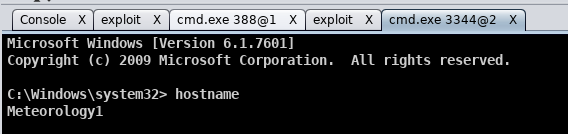 Console X exploit X cmd.exe 388@1 X exploit X cmd.exe 3344@2 X
Microsoft Windows [Version 6.1.7601]
Copyright (c) 2009 Microsoft Corporation.  All rights reserved.
C:\Windows\system32> hostname
Meteorology1